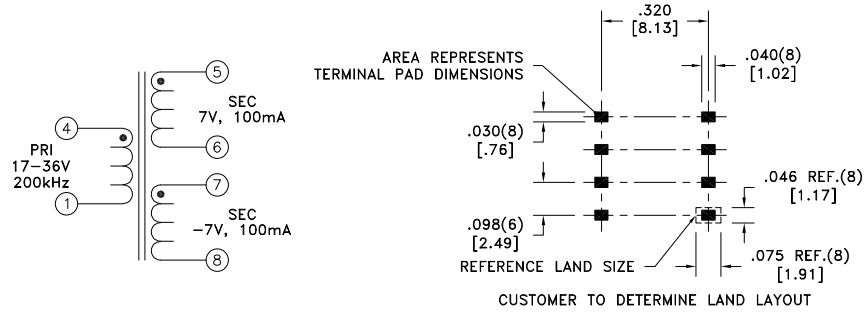 5
SEC
7V, 100mA
4
6
PRI
17-36V
200kHz
7
1
SEC
-7V, 100mA
8
.320
[8.13]
AREA REPRESENTS
TERMINAL PAD DIMENSIONS
.040(8)
[1.02]
.030(8)
[.76]
.046 REF.(8)
[1.17]
.098(6)
[2.49]
REFERENCE LAND SIZE
.075 REF.(8)
[1.91]
CUSTOMER TO DETERMINE LAND LAYOUT